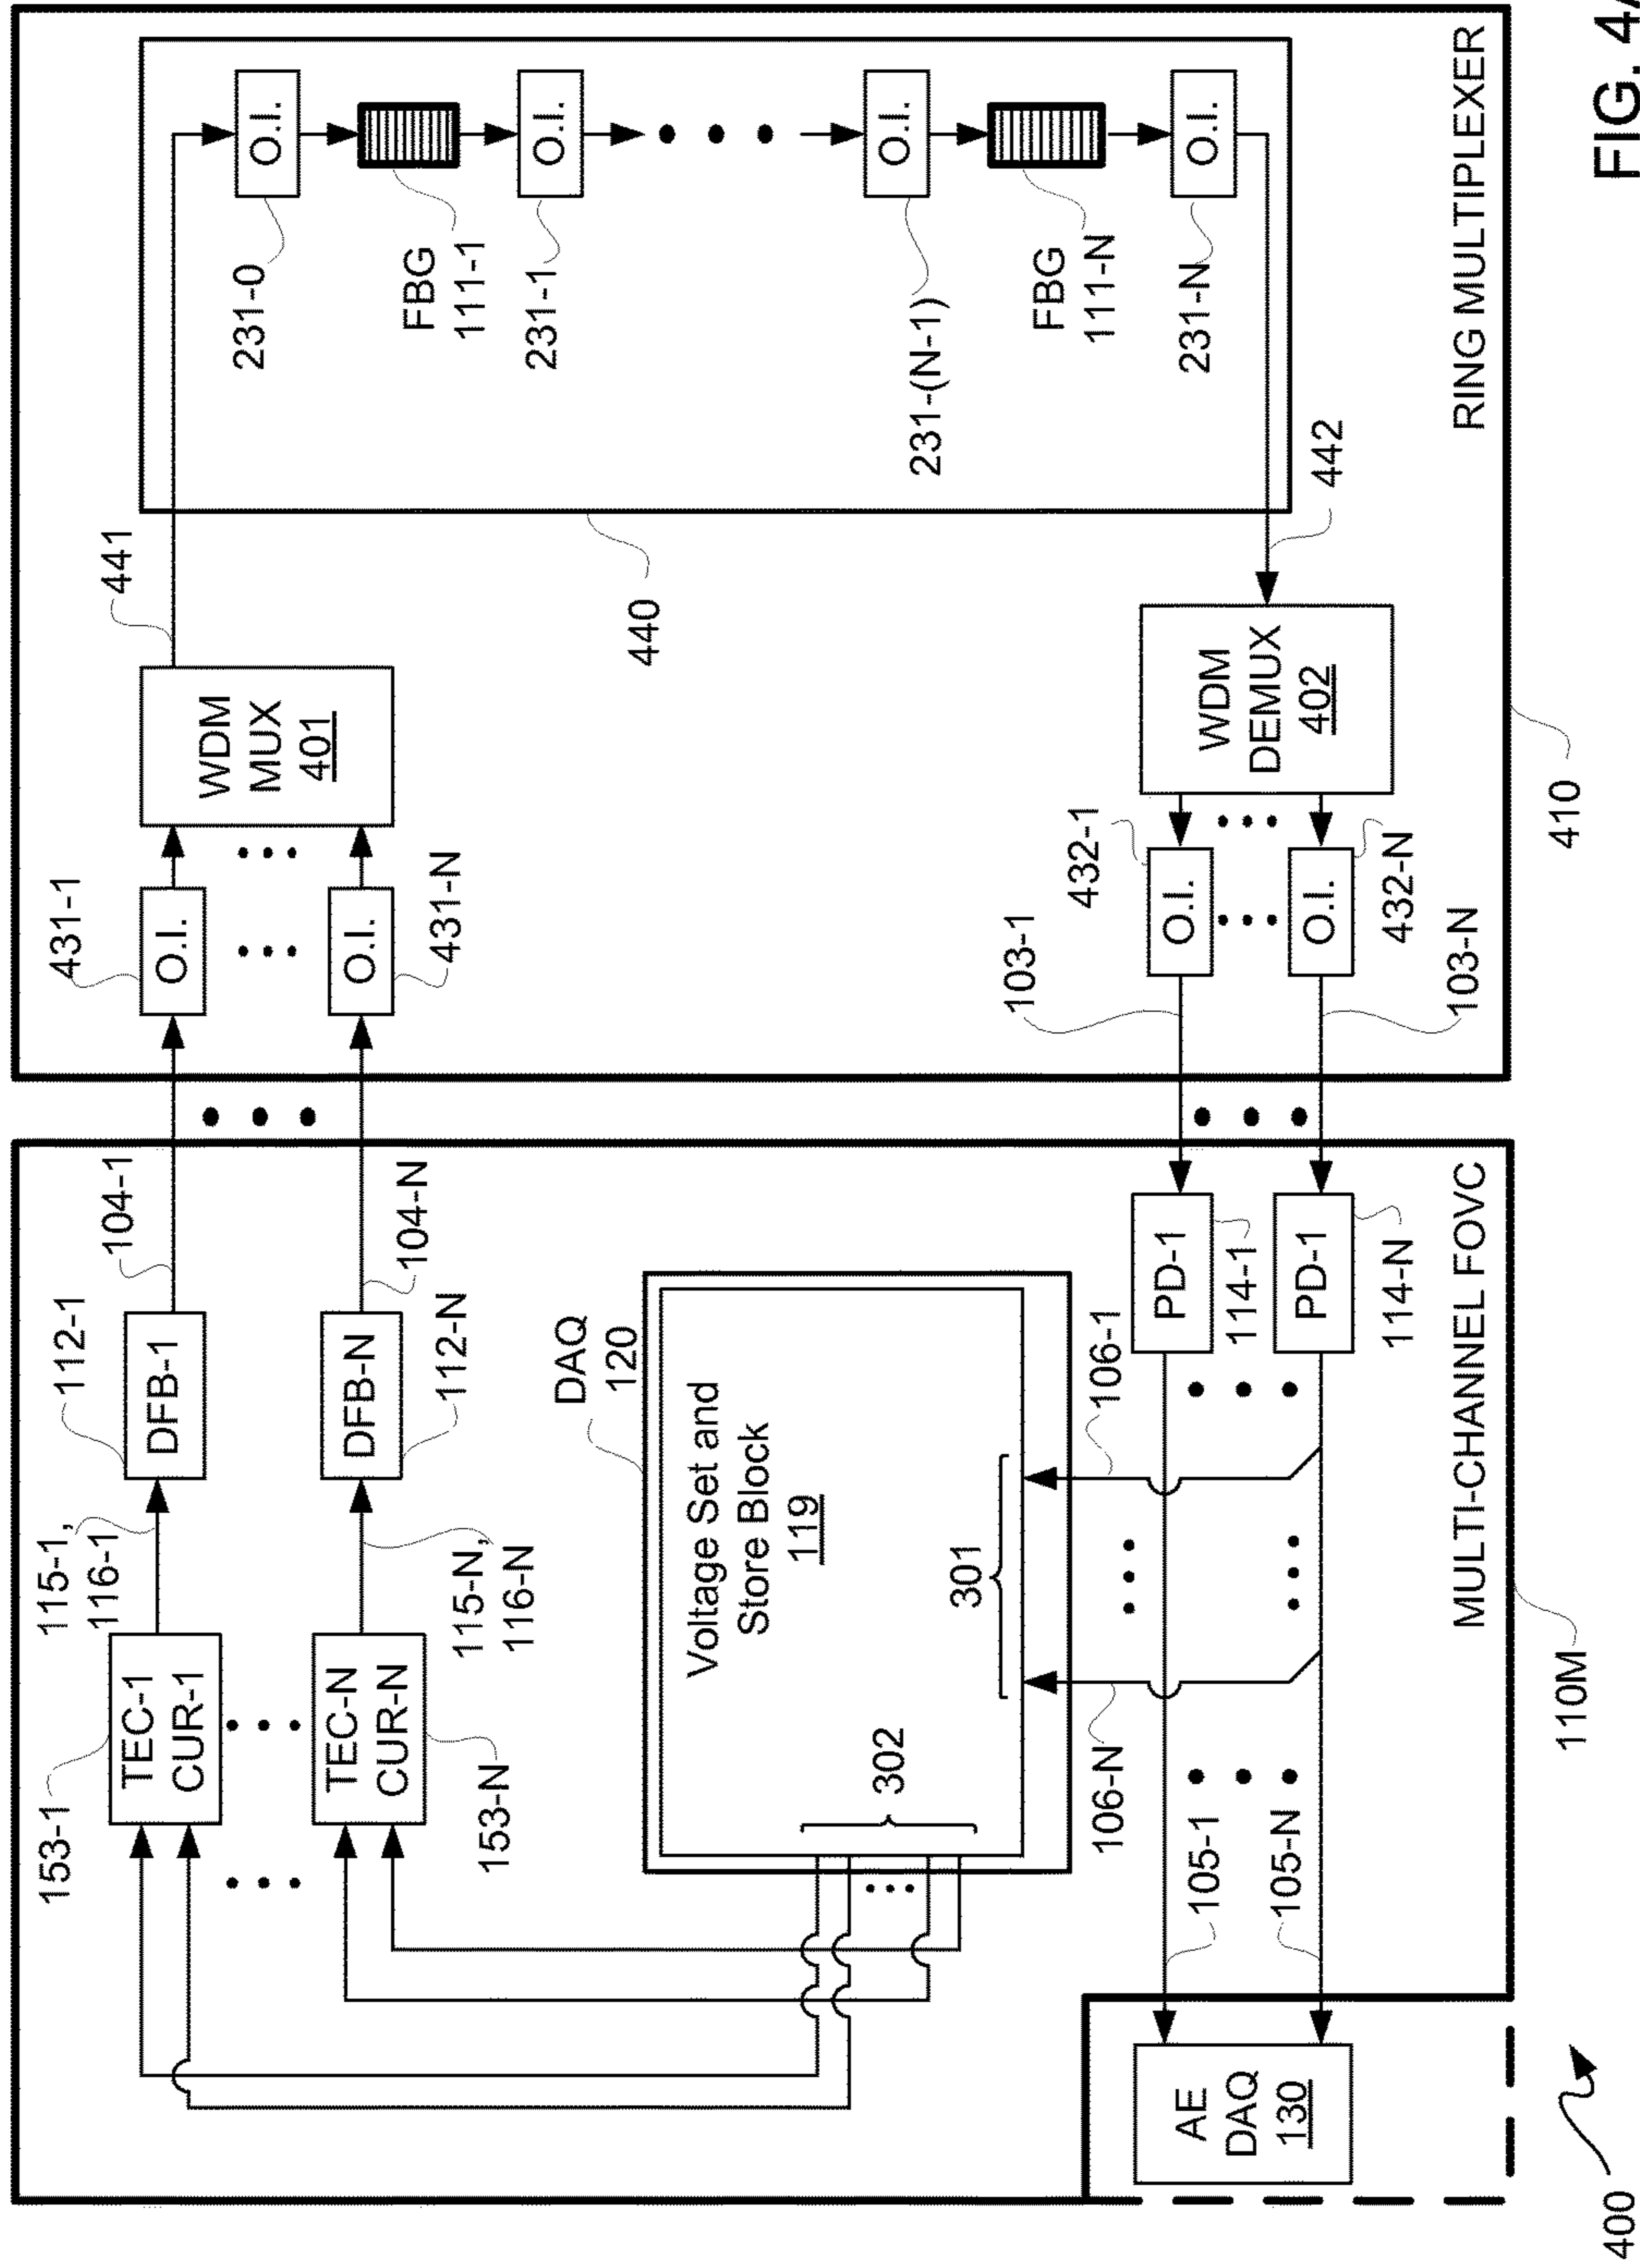 153-1
TEC-1
CUR-1
115-1,
116-1
112-1
DFB-1
104-1
TEC-N
CUR-N
153-N
115-N,
116-N
DFB-N
112-N
104-N
DAQ
120
Voltage Set and
Store Block
119
302
301
106-N
106-1
105-1
105-N
PD-1
114-1
PD-1
114-N
AE
DAQ
130
MULTI-CHANNEL FOVC
110M
400
431-1
O.I.
O.I.
431-N
WDM
MUX
401
441
440
O.I.
231-0
FBG
111-1
O.I.
231-1
O.I.
231-(N-1)
FBG
111-N
O.I.
231-N
442
WDM
DEMUX
402
432-1
O.I.
O.I.
432-N
103-1
103-N
410
RING MULTIPLEXER
FIG. 4